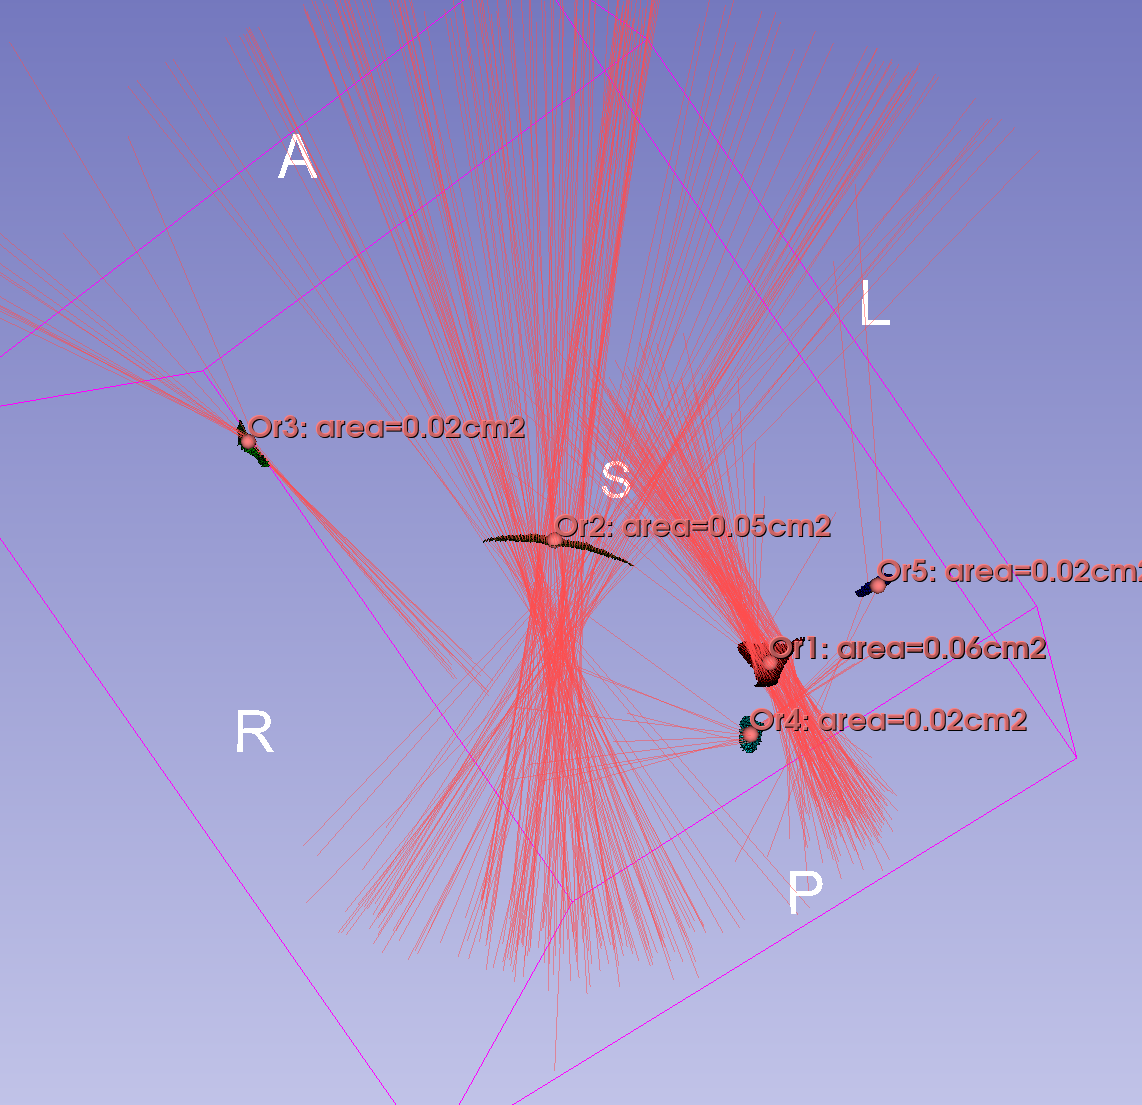 A
L
Or3: area=0.02cm2
S
Or2: area=0.05cm2
Or5: area=0.02cm
Or1: area=0.06cm2
Or4: area=0.02cm2
R
P